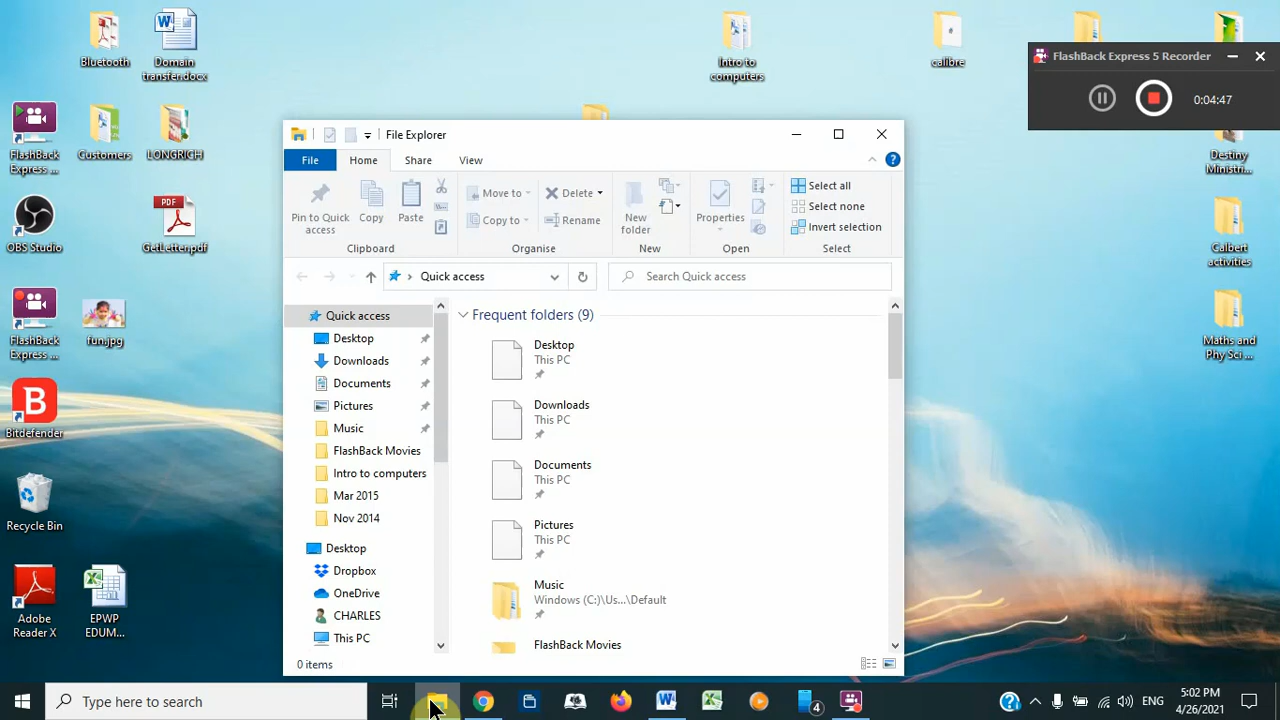 Bluetooth
Domain
transfer.docx
Intro to
computers
calibre
FlashBack Express 5 Recorder
0:04:47
FlashBack
Express ...
Customers
LONGRICH
Destiny
Ministri...
OBS Studio
PDF
GetLetter.pdf
Calbert
activities
FlashBack
Express ...
fun.jpg
Maths and
Phy Sci ...
Bitdefender
Recycle Bin
Adobe
Reader X
EPWP
EDUM...
File Explorer
File
Home
Share
View
Pin to Quick
access
Copy
Paste
Clipboard
Move to
Copy to
Delete
Rename
Organise
New
folder
New
Properties
Open
Select all
Select none
Invert selection
Select
Quick access
Search Quick access
Quick access
Desktop
Downloads
Documents
Pictures
Music
FlashBack Movies
Intro to computers
Mar 2015
Nov 2014
Desktop
Dropbox
OneDrive
CHARLES
This PC
Frequent folders (9)
Desktop
This PC
Downloads
This PC
Documents
This PC
Pictures
This PC
Music
Windows (C:)\Us...\Default
FlashBack Movies
0 items
Type here to search
4
ENG
5:02 PM
4/26/2021